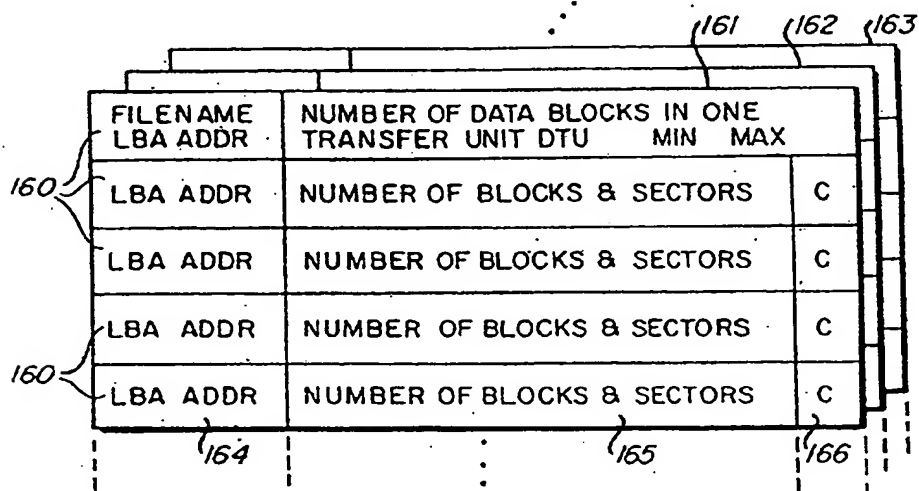 161 162 163
FILENAME
LBA ADDR
NUMBER OF DATA BLOCKS IN ONE
TRANSFER UNIT DTU MIN MAX
160
LBA ADDR NUMBER OF BLOCKS & SECTORS C
LBA ADDR NUMBER OF BLOCKS & SECTORS C
LBA ADDR NUMBER OF BLOCKS & SECTORS C
160
LBA ADDR NUMBER OF BLOCKS & SECTORS C
164 165 166